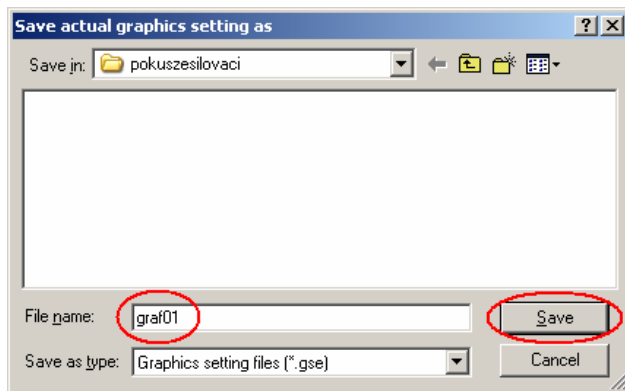 Save actual graphics setting as
Save in: pokuszesilovaci
File name: graf01 Save
Save as type: Graphics setting files (*.gse) Cancel